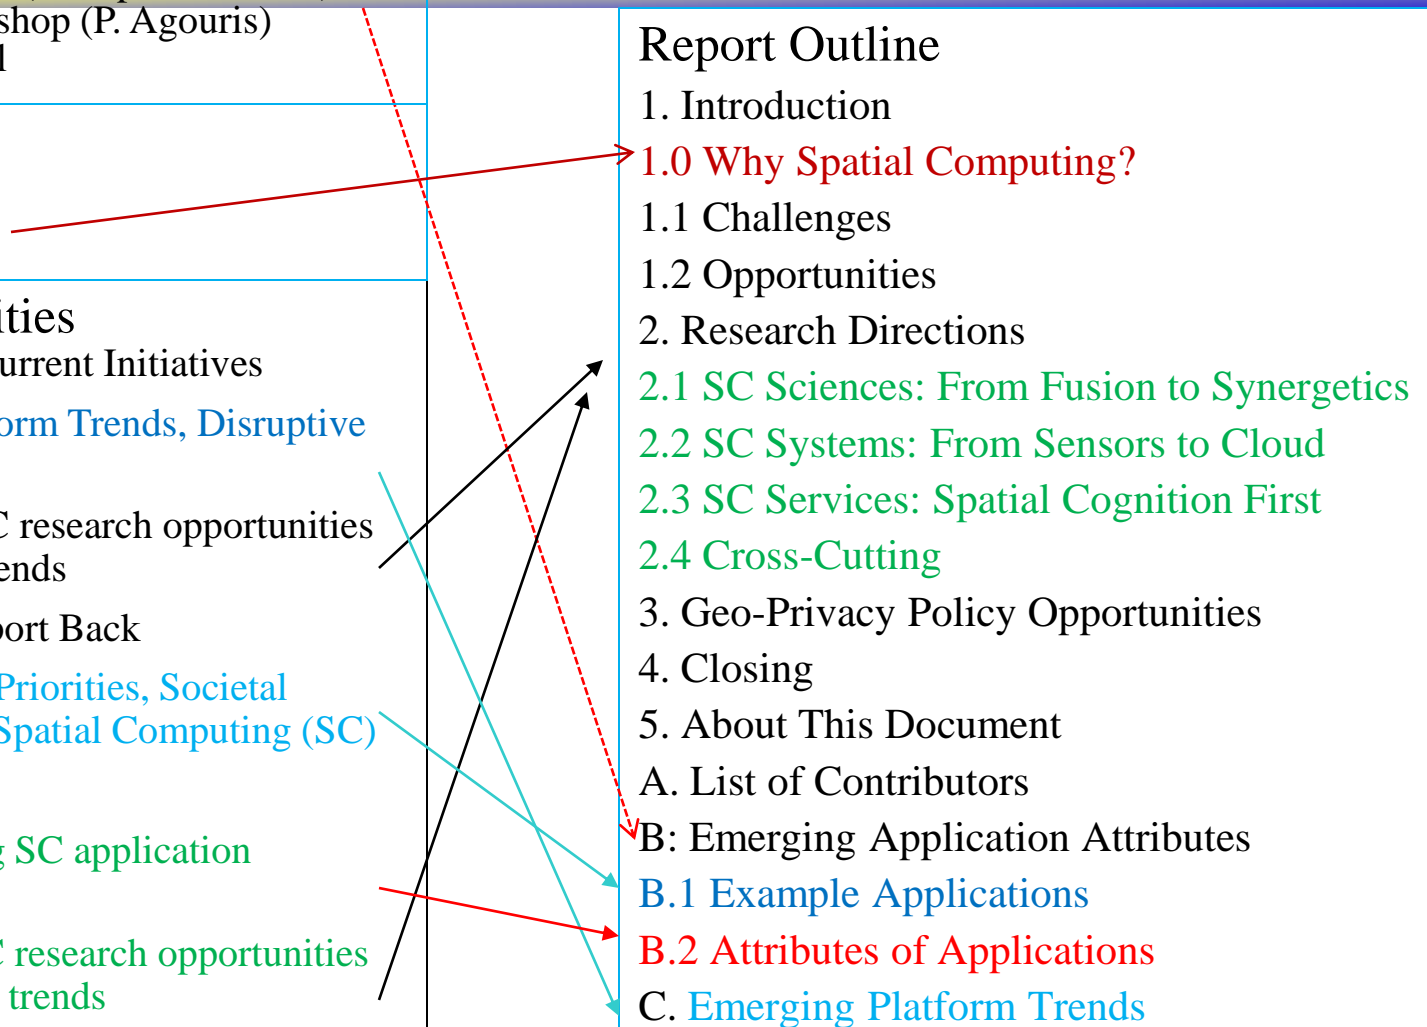 shop (P. Agouris)
Report Outline
1. Introduction
1.0 Why Spatial Computing?
1.1 Challenges
1.2 Opportunities
2. Research Directions
2.1 SC Sciences: From Fusion to Synergetics
2.2 SC Systems: From Sensors to Cloud
2.3 SC Services: Spatial Cognition First
2.4 Cross-Cutting
3. Geo-Privacy Policy Opportunities
4. Closing
5. About This Document
A. List of Contributors
B: Emerging Application Attributes
B.1 Example Applications
B.2 Attributes of Applications
C. Emerging Platform Trends
ities
urrent Initiatives
orm Trends, Disruptive
C research opportunities
ends
port Back
Priorities, Societal
Spatial Computing (SC)
g SC application
C research opportunities
trends